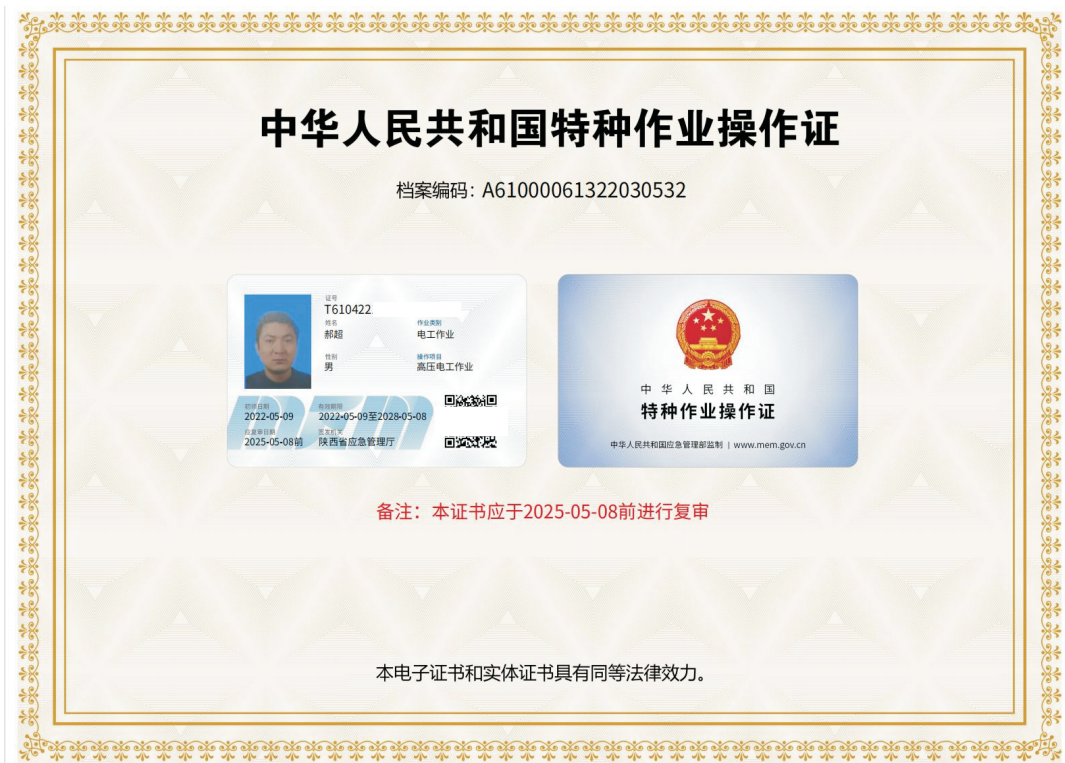 中华人民共和国特种作业操作证
档案编码：A61000061322030532
证号
T610422
姓名
作业类别
郝超
电工作业
性别
操作项目
男
高压电工作业
初领日期
有效期限
2022-05-09
2022-05-09至2028-05-08
应复审日期
签发机关
2025-05-08前
陕西省应急管理厅
中华人民共和国
特种作业操作证
中华人民共和国应急管理部监制 | www.mem.gov.cn
备注：本证书应于2025-05-08前进行复审
本电子证书和实体证书具有同等法律效力。